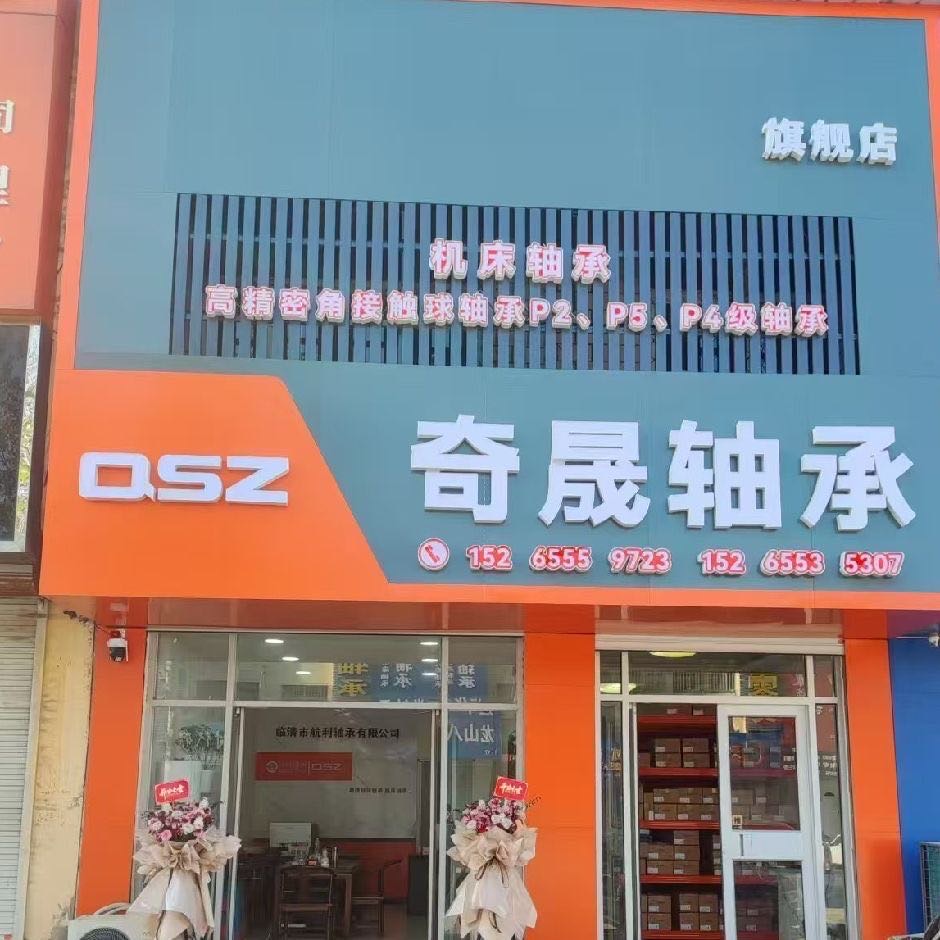 旗舰店
机床轴承
高精密角接触球轴承P2、P5、P4级轴承
QSZ
奇晟轴承
152 6555 9723 152 6553 5307
临清市航利轴承有限公司
QSZ